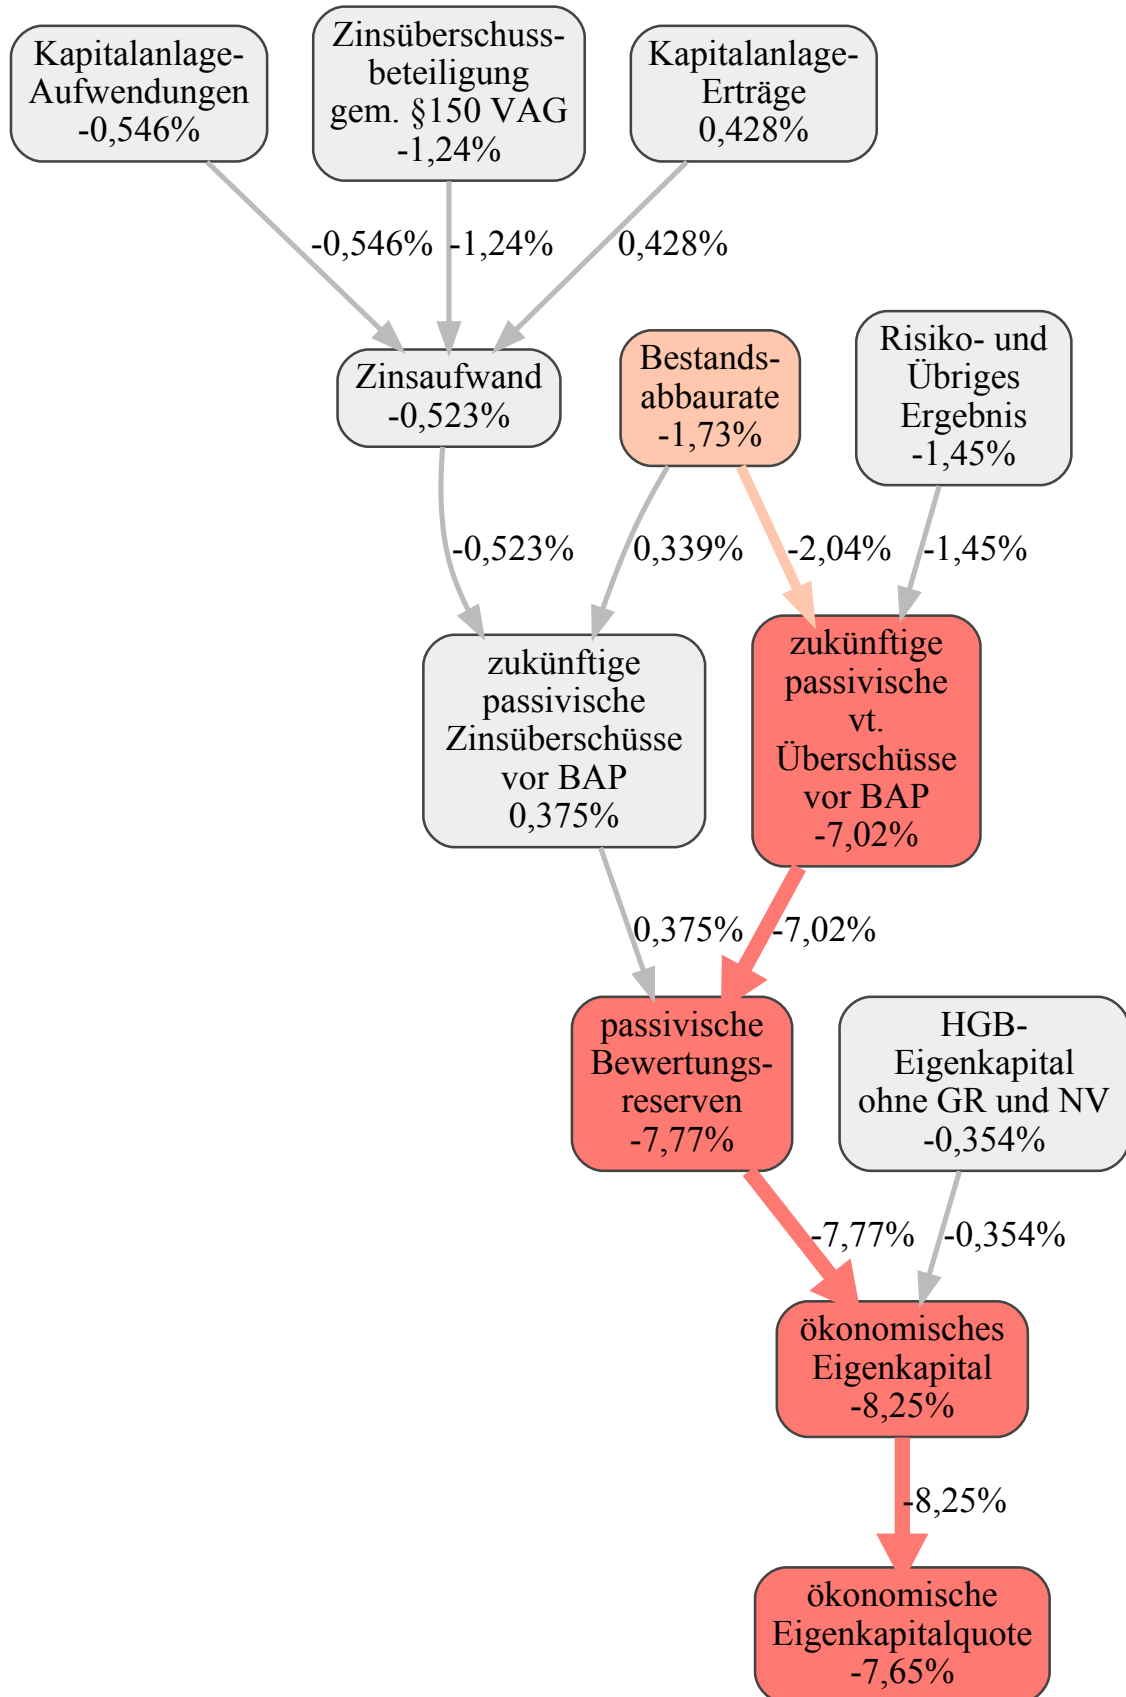 Kapitalanlage-
Aufwendungen
-0,546%
Zinsüberschuss-
beteiligung
gem. §150 VAG
-1,24%
Kapitalanlage-
Erträge
0,428%
-0,546%
-1,24%
0,428%
Zinsaufwand
-0,523%
Bestands-
abbaurate
-1,73%
Risiko- und
Übriges
Ergebnis
-1,45%
-0,523%
0,339%
-2,04%
-1,45%
zukünftige
passivische
Zinsüberschüsse
vor BAP
0,375%
zukünftige
passivische
vt.
Überschüsse
vor BAP
-7,02%
0,375%
-7,02%
passivische
Bewertungs-
reserven
-7,77%
HGB-
Eigenkapital
ohne GR und NV
-0,354%
-7,77%
-0,354%
ökonomisches
Eigenkapital
-8,25%
-8,25%
ökonomische
Eigenkapitalquote
-7,65%